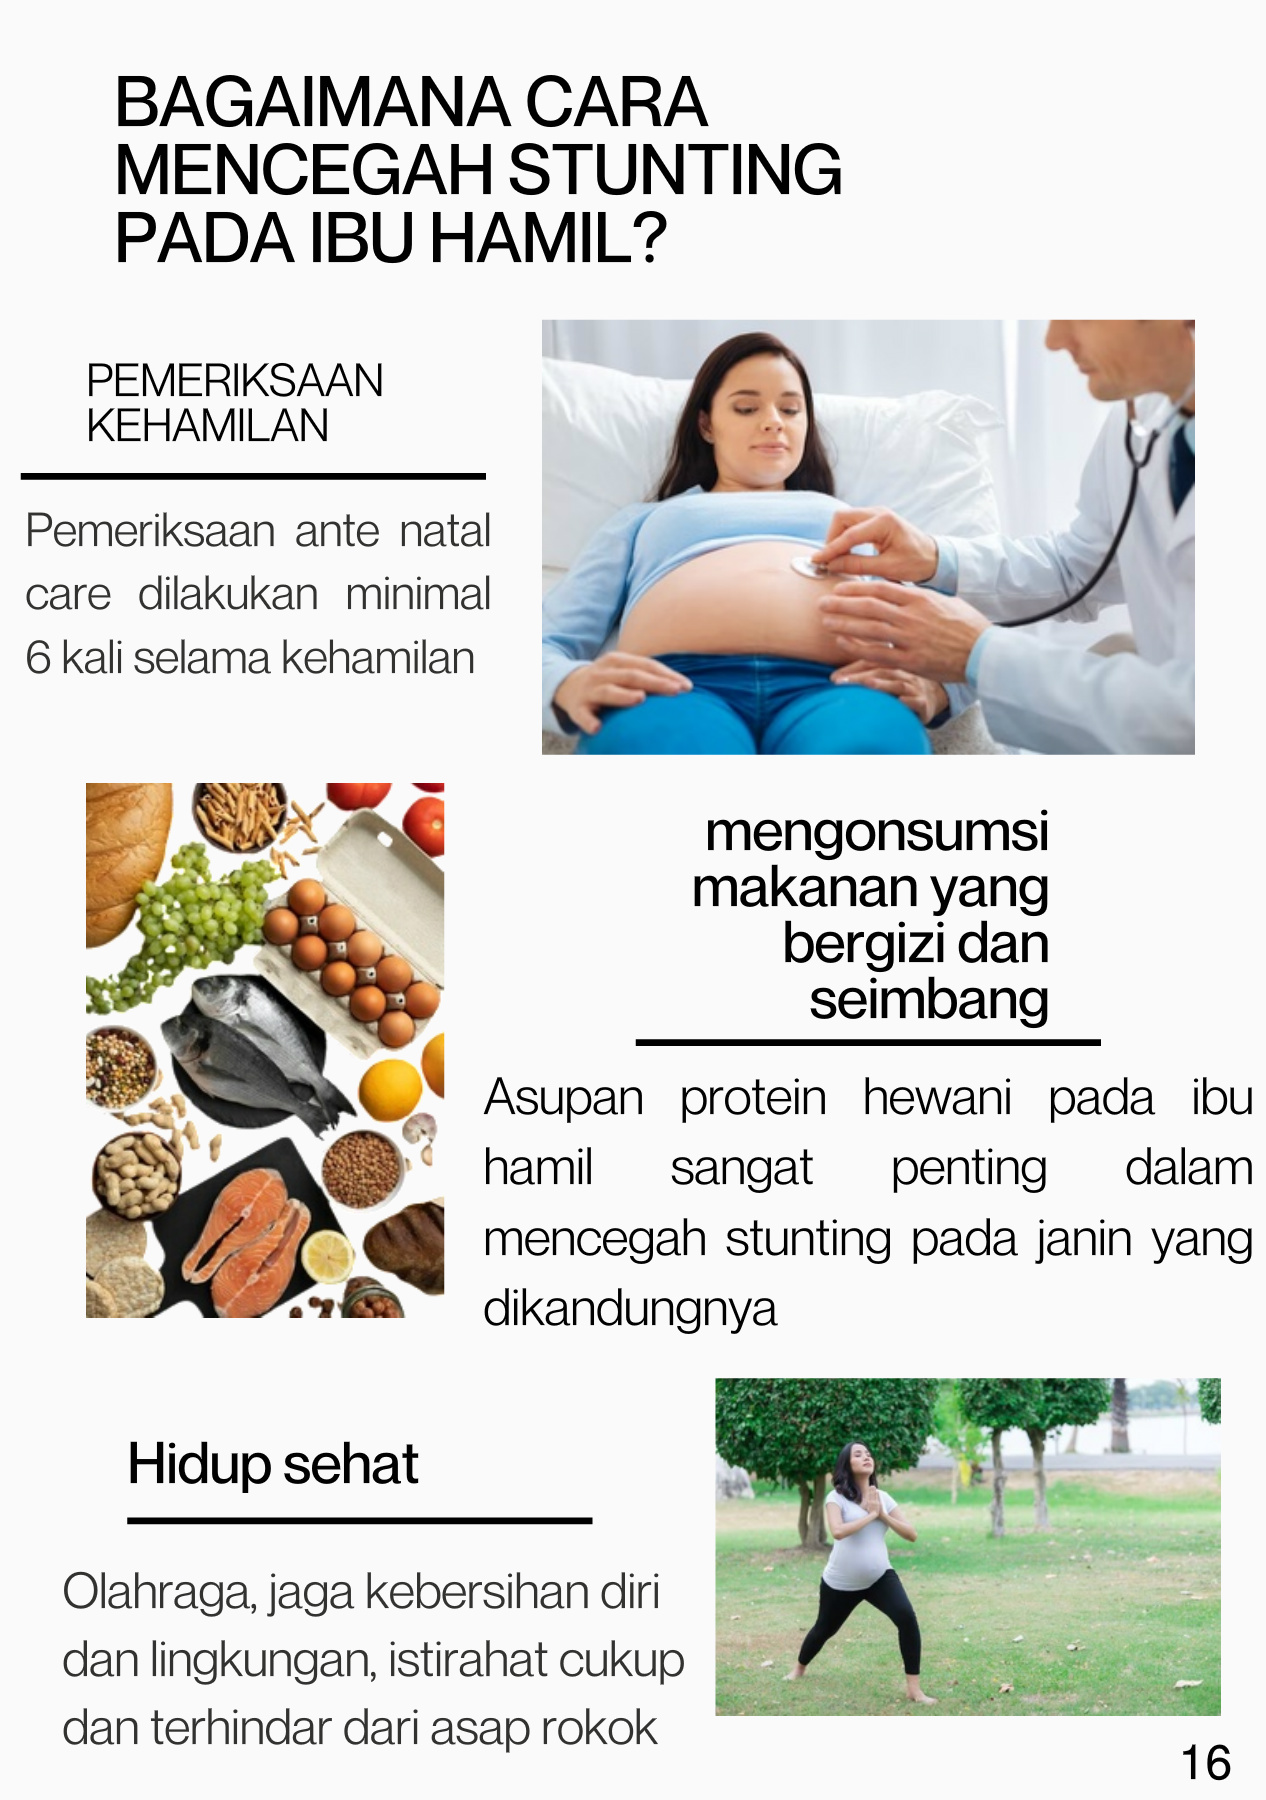 BAGAIMANA CARA
MENCEGAH STUNTING
PADA IBU HAMIL?
PEMERIKSAAN
KEHAMILAN
Pemeriksaan ante natal
care dilakukan minimal
6 kali selama kehamilan
mengonsumsi
makanan yang
bergizi dan
seimbang
Asupan protein hewani pada ibu
hamil sangat penting dalam
mencegah stunting pada janin yang
dikandungnya
Hidup sehat
Olahraga, jaga kebersihan diri
dan lingkungan, istirahat cukup
dan terhindar dari asap rokok
16